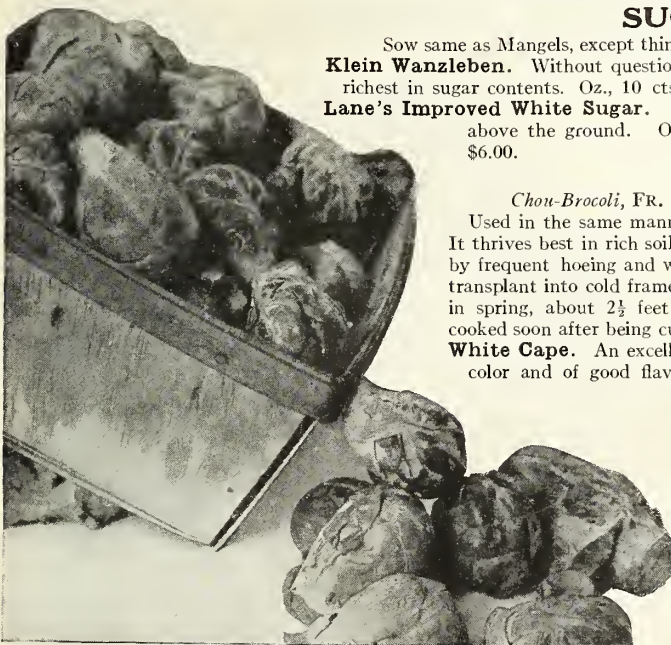 SU
Sow same as Mangels, except thin
Klein Wanzleben. Without questio
richest in sugar contents. Oz., 10 cts
Lane's Improved White Sugar.
above the ground. O
$6.00.
Chou-Brocoli, FR.
Used in the same mann
It thrives best in rich soil
by frequent hoeing and w
transplant into cold frame
in spring, about 2½ feet
cooked soon after being cu
White Cape. An excell
color and of good flav